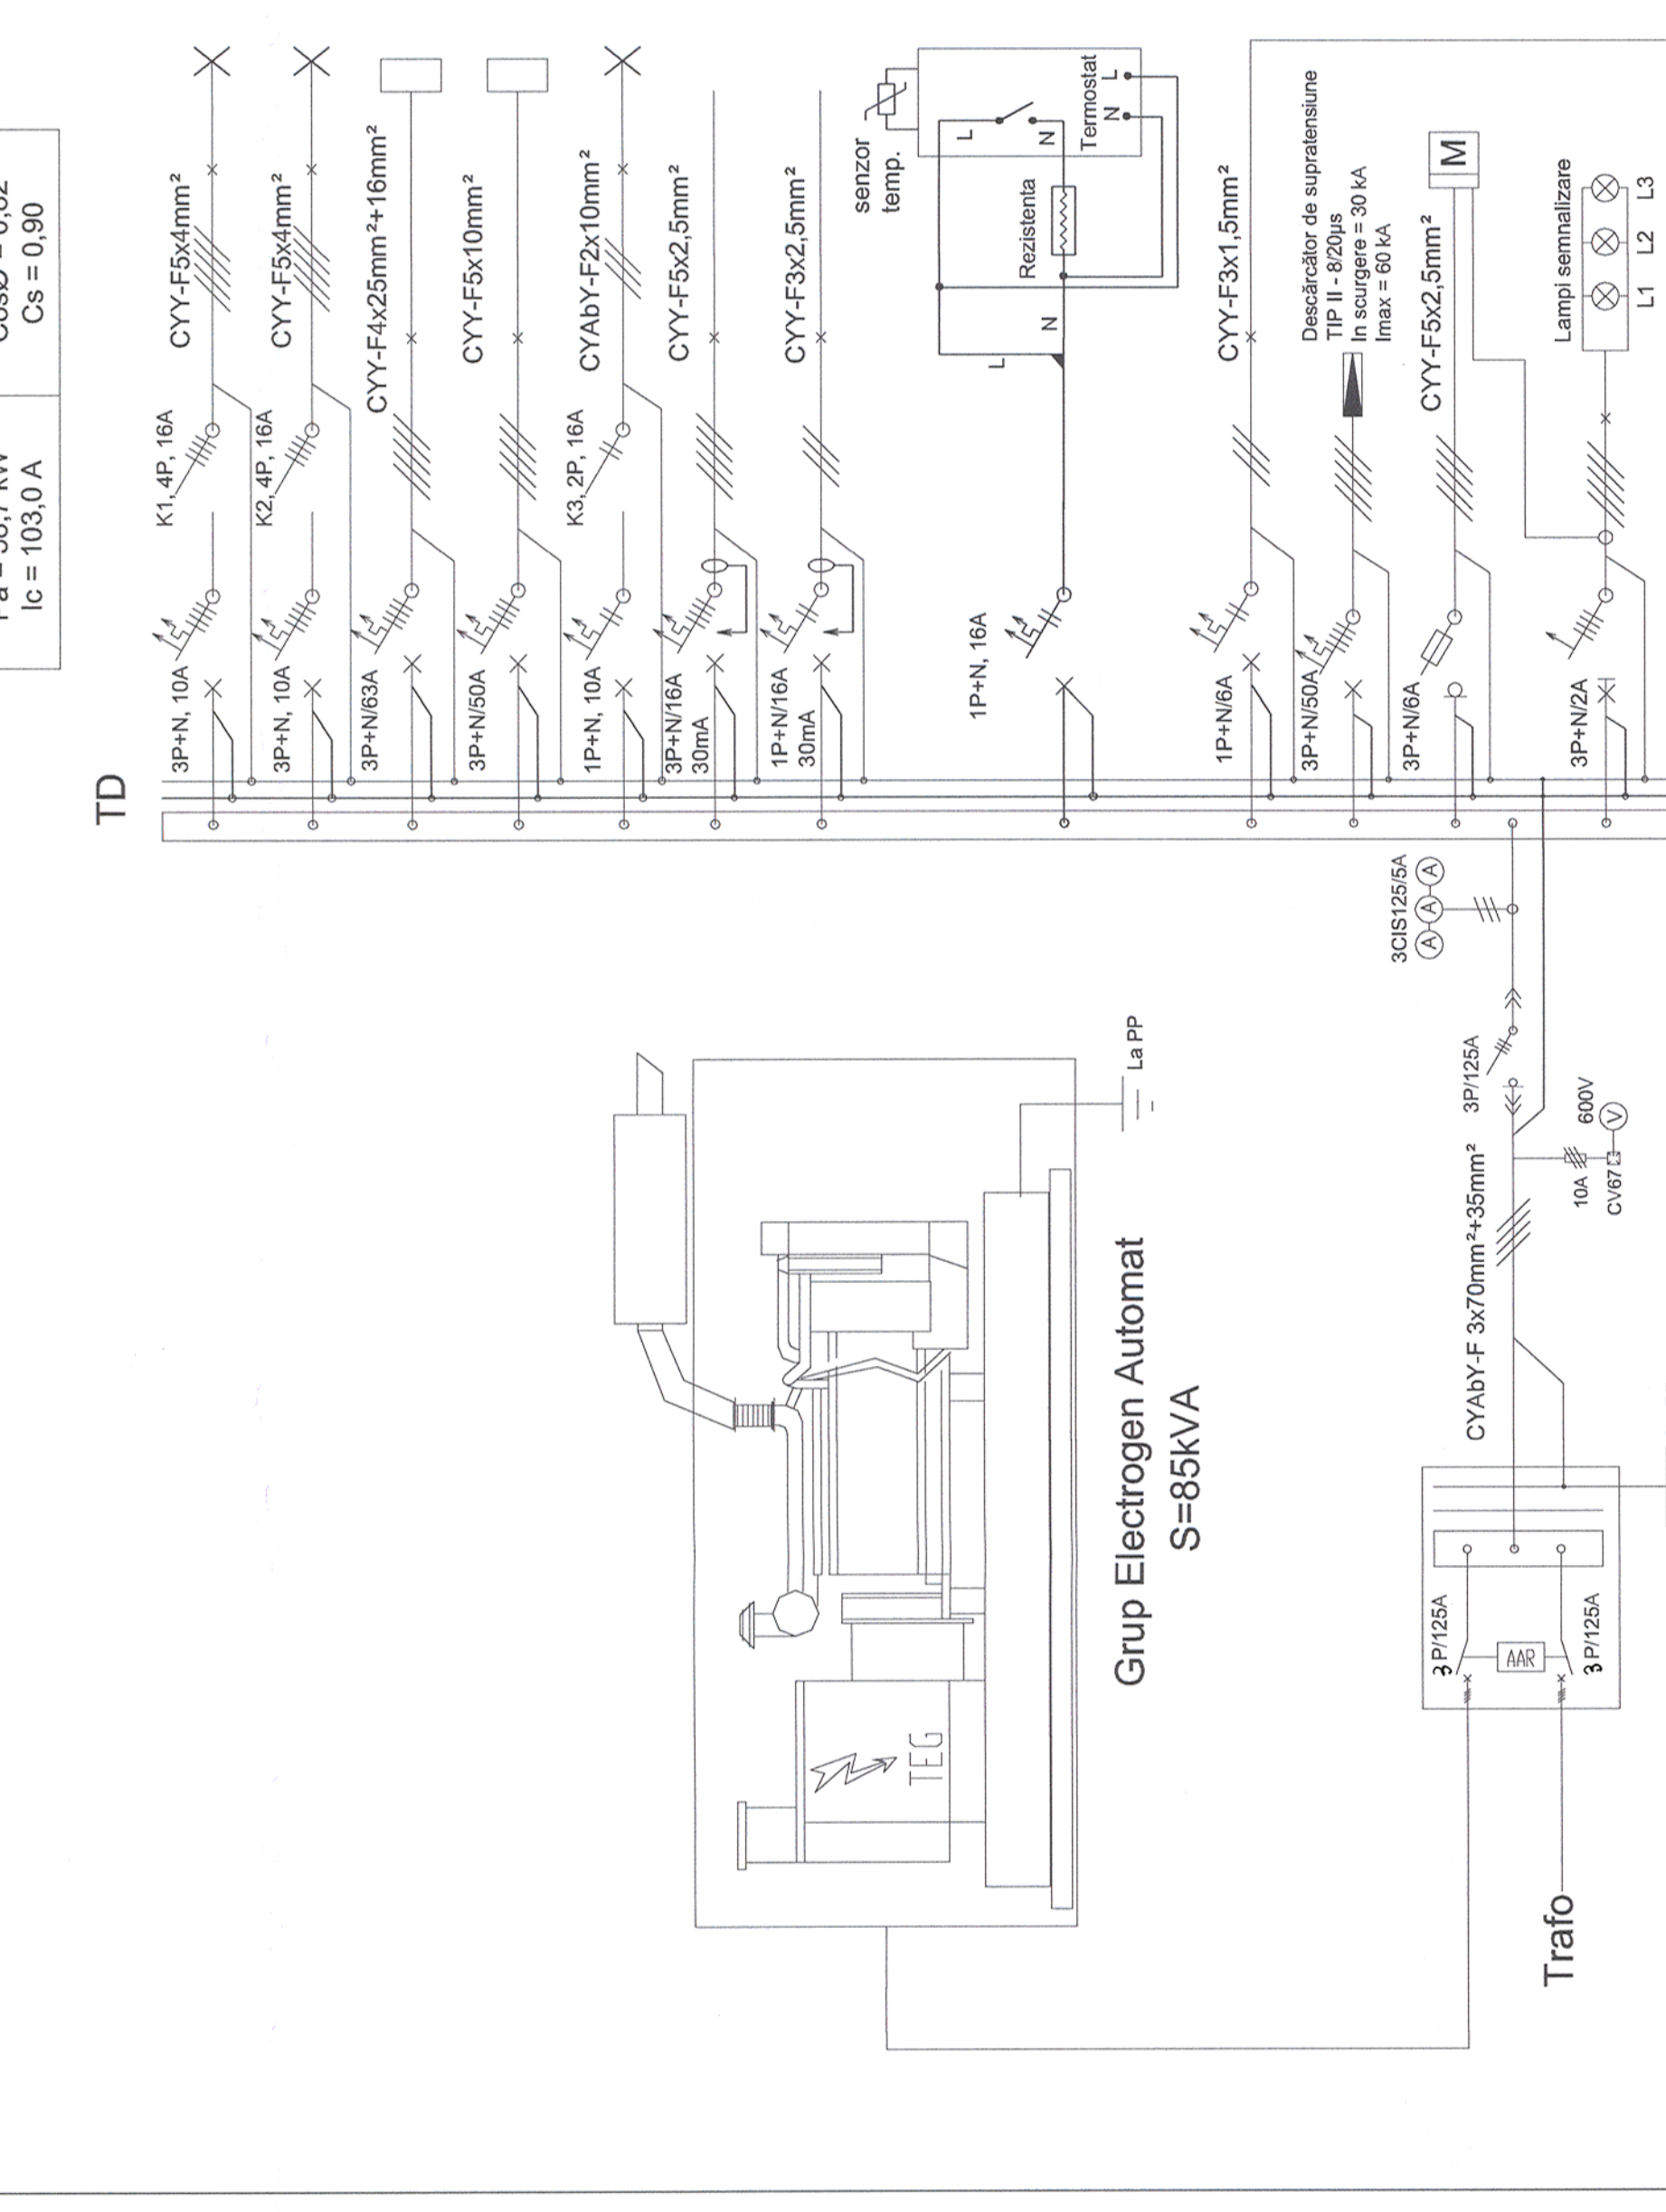 Cs = 0,90
Ic = 103,0 A
TD
K1, 4P, 16A
CYY-F5x4mm²
3P+N, 10A
K2, 4P, 16A
CYY-F5x4mm²
3P+N, 10A
CYY-F4x25mm²+16mm²
3P+N/63A
CYY-F5x10mm²
3P+N/50A
K3, 2P, 16A
CYAbY-F2x10mm²
1P+N, 10A
CYY-F5x2,5mm²
3P+N/16A
30mA
CYY-F3x2,5mm²
1P+N/16A
30mA
senzor
temp.
L
N
Termostat
N L
Rezistenta
L
N
1P+N, 16A
CYY-F3x1,5mm²
1P+N/6A
Descărcător de supratensiune
TIP II - 8/20µs
In scurgere = 30 kA
Imax = 60 kA
3P+N/50A
CYY-F5x2,5mm²
M
3P+N/6A
Lampi semnalizare
L1 L2 L3
3P+N/2A
3CIS125/5A
A A A
3P/125A
600V
V
10A
CV67
CYAbY-F 3x70mm²+35mm²
La PP
TEG
Grup Electrogen Automat
S=85kVA
3P/125A
AAR
3P/125A
Trafo